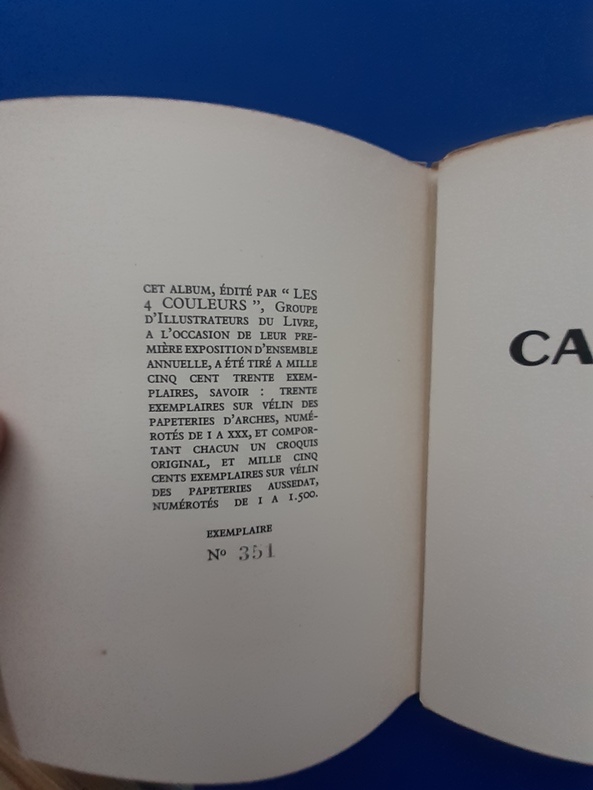 CET ALBUM, ÉDITÉ PAR “ LES
4 COULEURS ”, GROUPE
D'ILLUSTRATEURS DU LIVRE,
A L'OCCASION DE LEUR PRE-
MIÈRE EXPOSITION D'ENSEMBLE
ANNUELLE, A ÉTÉ TIRÉ A MILLE
CINQ CENT TRENTE EXEM-
PLAIRES, SAVOIR : TRENTE
EXEMPLAIRES SUR VÉLIN DES
PAPETERIES D'ARCHES, NUMÉ-
ROTÉS DE I A XXX, ET COMPOR-
TANT CHACUN UN CROQUIS
ORIGINAL, ET MILLE CINQ
CENTS EXEMPLAIRES SUR VÉLIN
DES PAPETERIES AUSSEDAT,
NUMÉROTÉS DE 1 A 1.500.
EXEMPLAIRE
Nº 351
CA